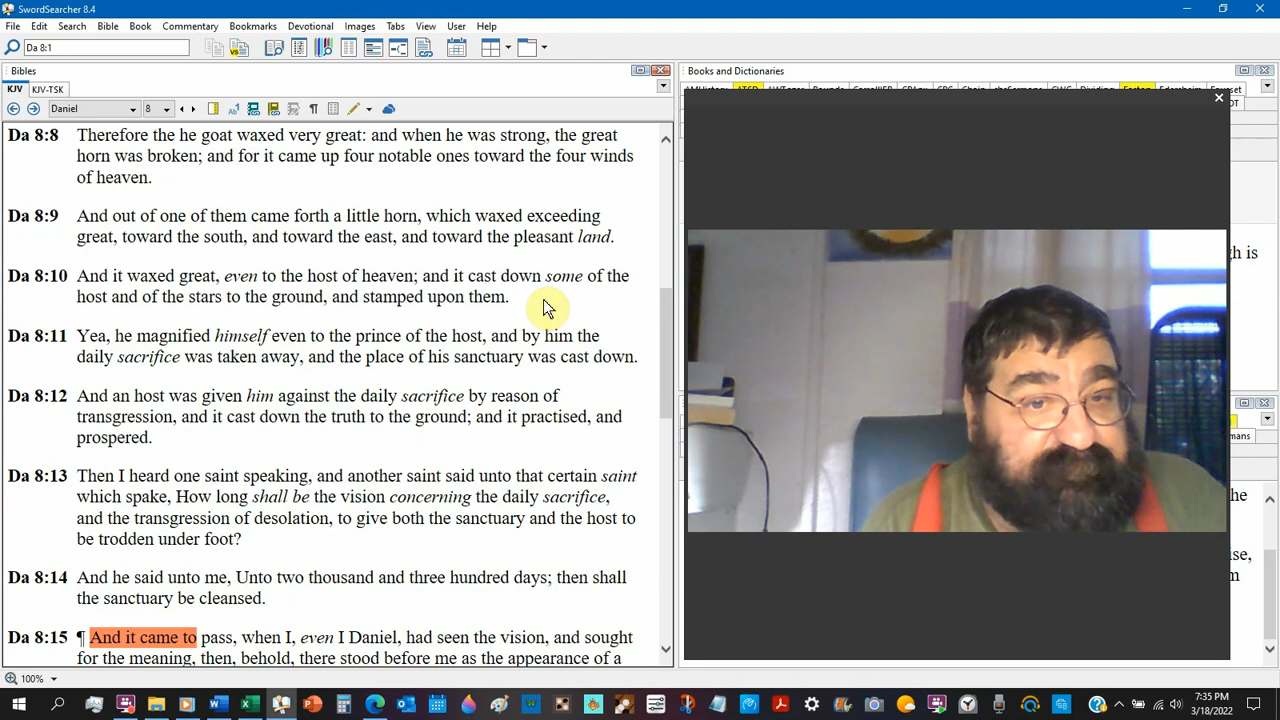 SwordSearcher 8.4
File Edit Search Bible Book Commentary Bookmarks Devotional Images Tabs View User Help
Da 8:1
Bibles
Books and Dictionaries
KJV KJV-TSK
Daniel 8
Da 8:8 Therefore the he goat waxed very great: and when he was strong, the great
horn was broken; and for it came up four notable ones toward the four winds
of heaven.
Da 8:9 And out of one of them came forth a little horn, which waxed exceeding
great, toward the south, and toward the east, and toward the pleasant land.
Da 8:10 And it waxed great, even to the host of heaven; and it cast down some of the
host and of the stars to the ground, and stamped upon them.
Da 8:11 Yea, he magnified himself even to the prince of the host, and by him the
daily sacrifice was taken away, and the place of his sanctuary was cast down.
Da 8:12 And an host was given him against the daily sacrifice by reason of
transgression, and it cast down the truth to the ground; and it practised, and
prospered.
Da 8:13 Then I heard one saint speaking, and another saint said unto that certain saint
which spake, How long shall be the vision concerning the daily sacrifice,
and the transgression of desolation, to give both the sanctuary and the host to
be trodden under foot?
Da 8:14 And he said unto me, Unto two thousand and three hundred days; then shall
the sanctuary be cleansed.
Da 8:15 ¶ And it came to pass, when I, even I Daniel, had seen the vision, and sought
for the meaning, then, behold, there stood before me as the appearance of a
100%
7:35 PM
3/18/2022